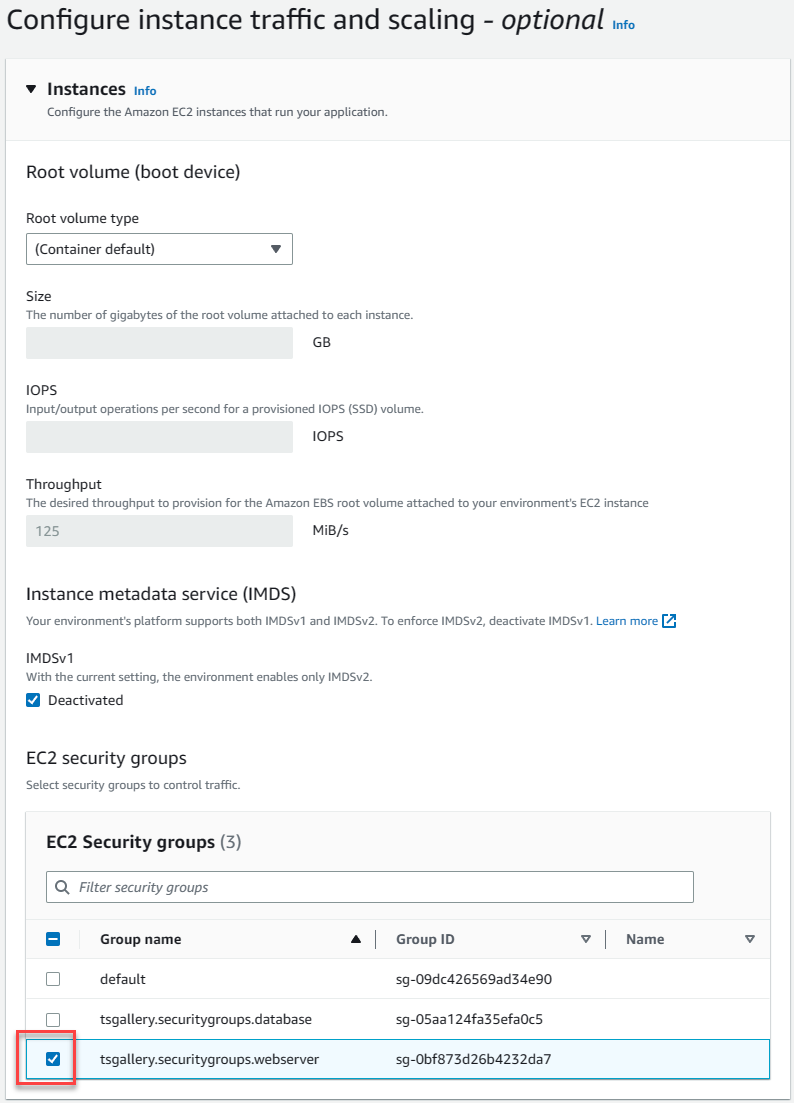 Configure instance traffic and scaling - optional Info
Instances Info
Configure the Amazon EC2 instances that run your application.
Root volume (boot device)
Root volume type
(Container default)
Size
The number of gigabytes of the root volume attached to each instance.
GB
IOPS
Input/output operations per second for a provisioned IOPS (SSD) volume.
IOPS
Throughput
The desired throughput to provision for the Amazon EBS root volume attached to your environment's EC2 instance
125 MiB/s
Instance metadata service (IMDS)
Your environment's platform supports both IMDSv1 and IMDSv2. To enforce IMDSv2, deactivate IMDSv1. Learn more
IMDSv1
With the current setting, the environment enables only IMDSv2.
Deactivated
EC2 security groups
Select security groups to control traffic.
EC2 Security groups (3)
Filter security groups
Group name Group ID Name
default sg-09dc426569ad34e90
tsgallery.securitygroups.database sg-05aa124fa35efa0c5
tsgallery.securitygroups.webserver sg-0bf873d26b4232da7